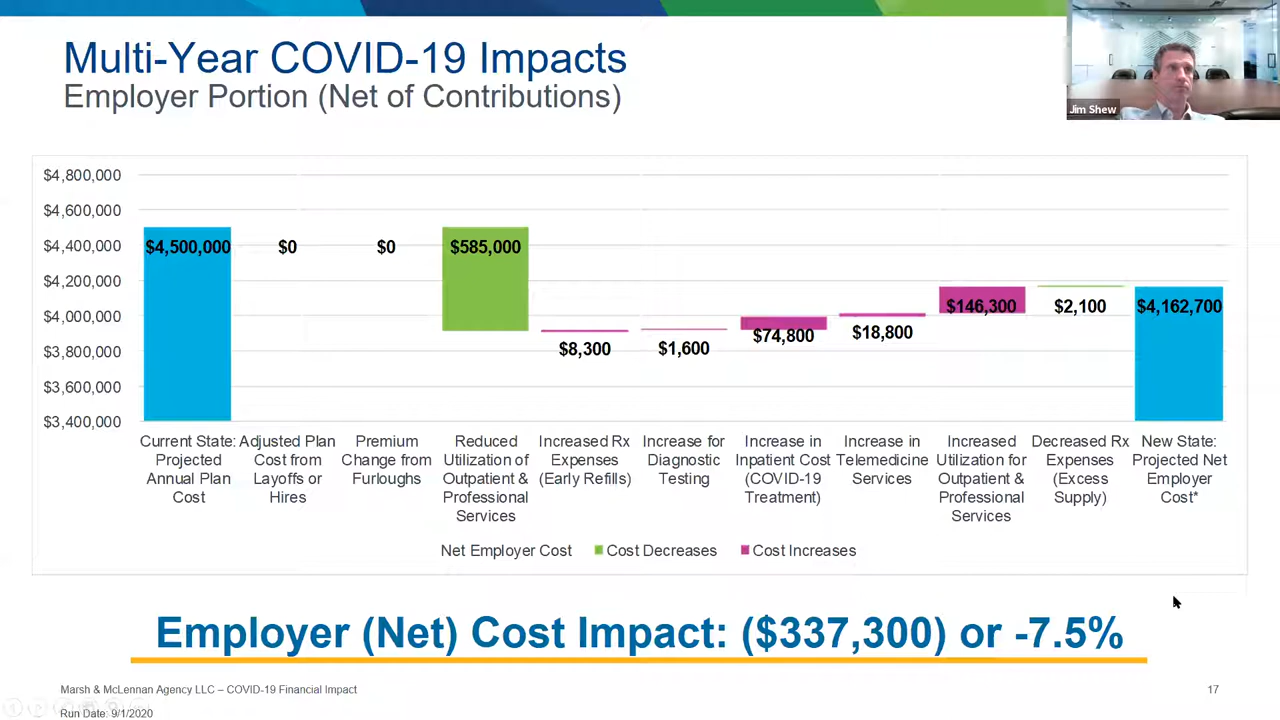 Multi-Year COVID-19 Impacts
Employer Portion (Net of Contributions)
Jim Shew
$4,800,000
$4,600,000
$4,400,000
$4,200,000
$4,000,000
$3,800,000
$3,600,000
$3,400,000
$4,500,000
$0
$0
$585,000
$8,300
$1,600
$74,800
$18,800
$146,300
$2,100
$4,162,700
Current State:
Projected
Annual Plan
Cost
Adjusted Plan
Cost from
Layoffs or
Hires
Premium
Change from
Furloughs
Reduced
Utilization of
Outpatient &
Professional
Services
Increased Rx
Expenses
(Early Refills)
Increase for
Diagnostic
Testing
Increase in
Inpatient Cost
(COVID-19
Treatment)
Increase in
Telemedicine
Services
Increased
Utilization for
Outpatient &
Professional
Services
Decreased Rx
Expenses
(Excess
Supply)
New State:
Projected Net
Employer
Cost*
Net Employer Cost
Cost Decreases
Cost Increases
Employer (Net) Cost Impact: ($337,300) or -7.5%
Marsh & McLennan Agency LLC – COVID-19 Financial Impact
17
Run Date: 9/1/2020